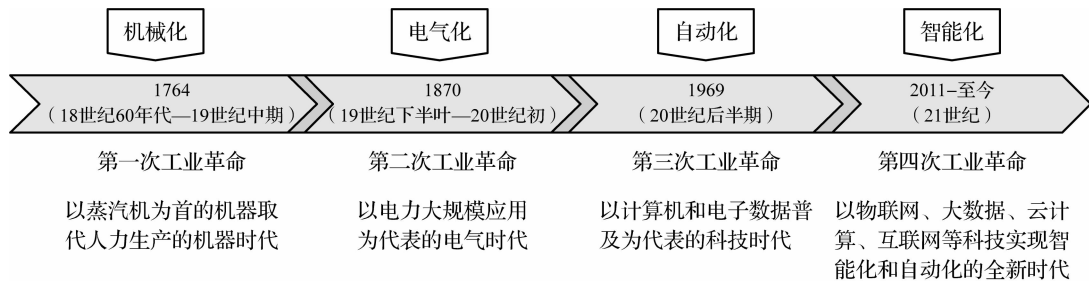 机械化
电气化
自动化
智能化
1764
（18世纪60年代—19世纪中期）
1870
（19世纪下半叶—20世纪初）
1969
（20世纪后半期）
2011-至今
（21世纪）
第一次工业革命
第二次工业革命
第三次工业革命
第四次工业革命
以蒸汽机为首的机器取
代人力生产的机器时代
以电力大规模应用
为代表的电气时代
以计算机和电子数据普
及为代表的科技时代
以物联网、大数据、云计
算、互联网等科技实现
智能化和自动化的全新时代